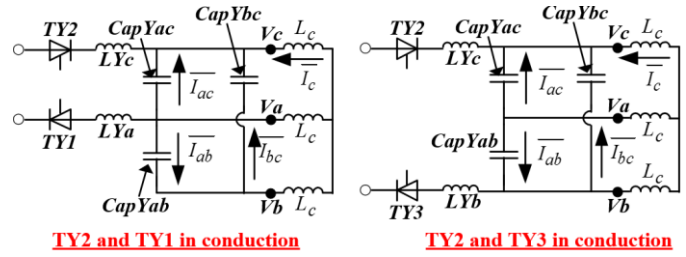 CapYac CapYbc
TY2 LYc Vc Lc
Iac Ic
TY1 LYa Va Lc
Iab Ibc
CapYab
Vb Lc
TY2 and TY1 in conduction
CapYac CapYbc
TY2 LYc Vc Lc
Iac Ic
Va Lc
CapYab Iab Ibc
TY3 LYb Vb Lc
TY2 and TY3 in conduction